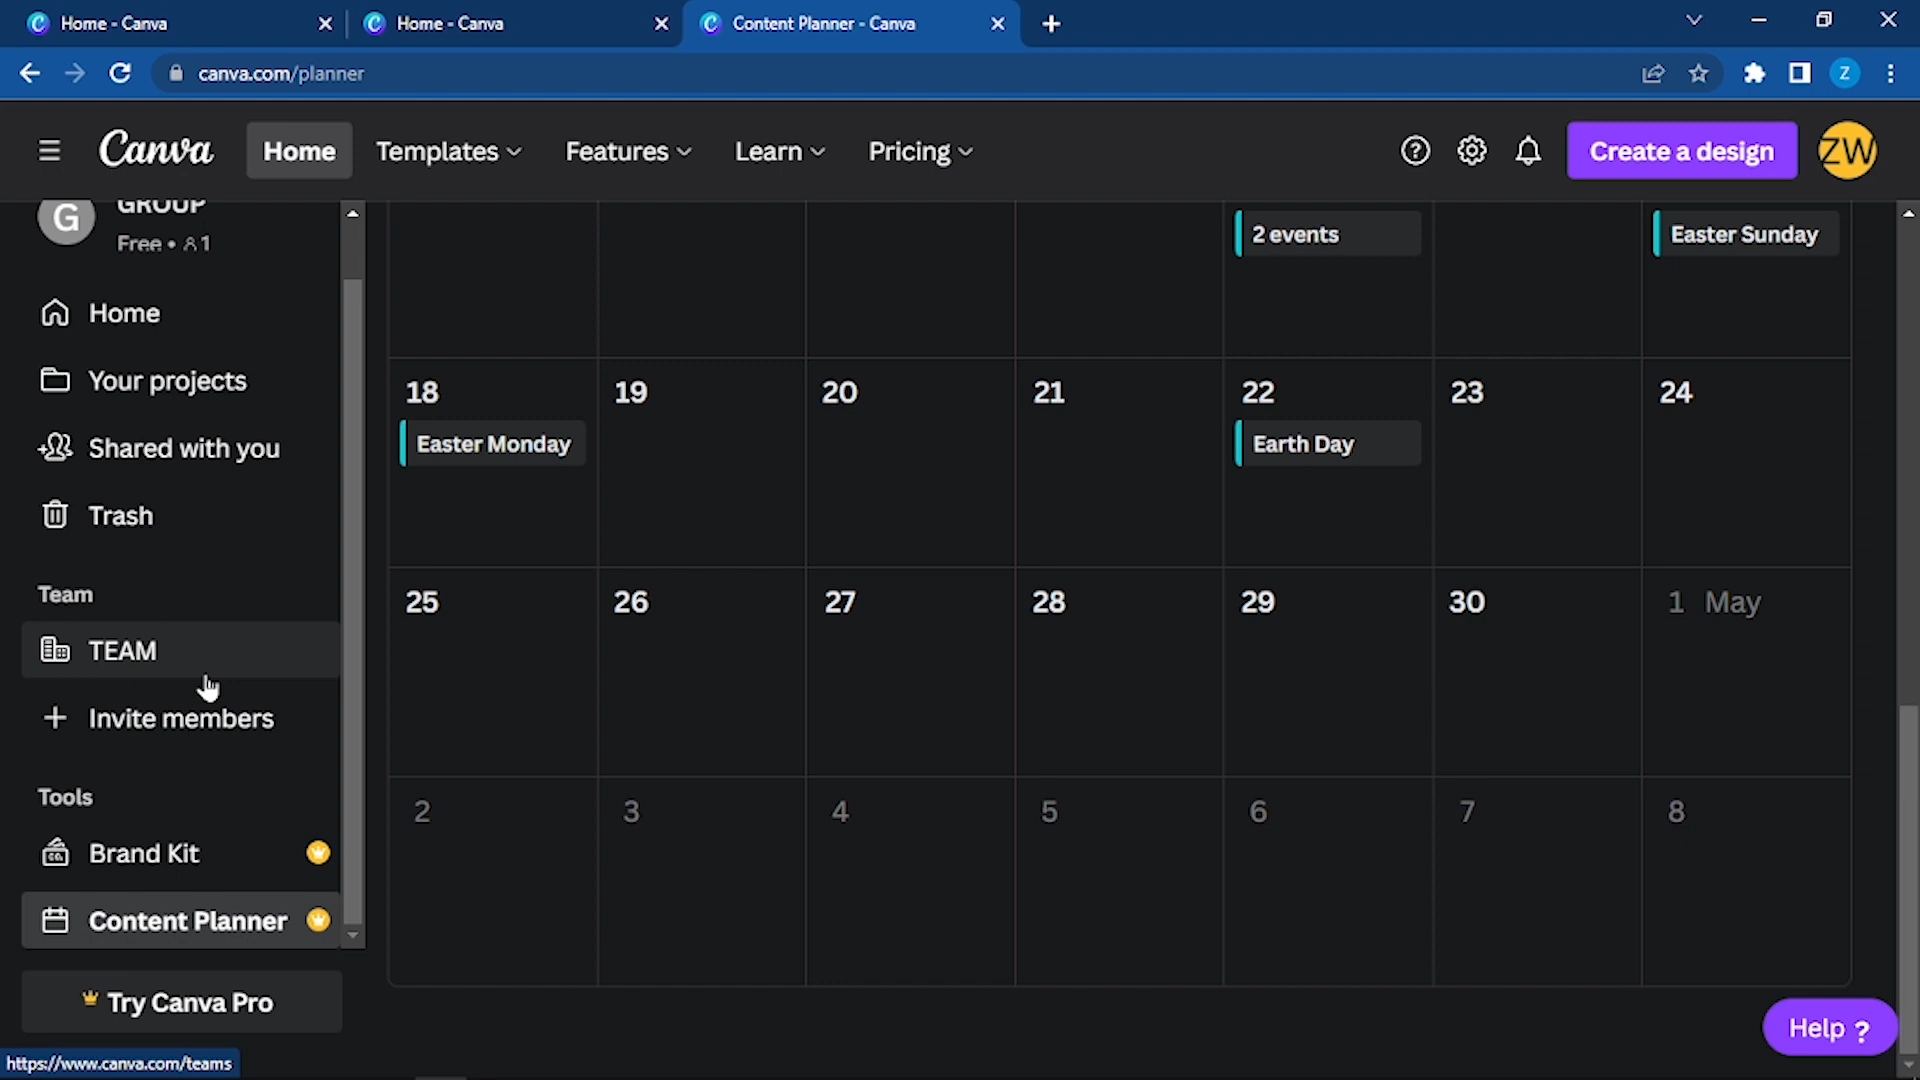 Home - Canva
Home - Canva
Content Planner - Canva
canva.com/planner
Z
Canva
Home
Templates
Features
Learn
Pricing
Create a design
ZW
G
GROUP
Free • 1
Home
Your projects
Shared with you
Trash
Team
TEAM
+ Invite members
Tools
Brand Kit
Content Planner
Try Canva Pro
https://www.canva.com/teams
2 events
Easter Sunday
18 19 20 21 22 23 24
Easter Monday
Earth Day
25 26 27 28 29 30 1 May
2 3 4 5 6 7 8
Help ?